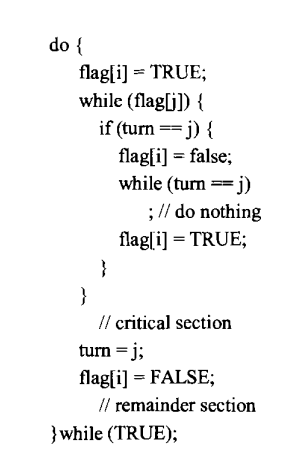 do {
flag[i] = TRUE;
while (flag[j]) {
if (turn == j) {
flag[i] = false;
while (turn == j)
; // do nothing
flag[i] = TRUE;
}
}
// critical section
turn = j;
flag[i] = FALSE;
// remainder section
}while (TRUE);